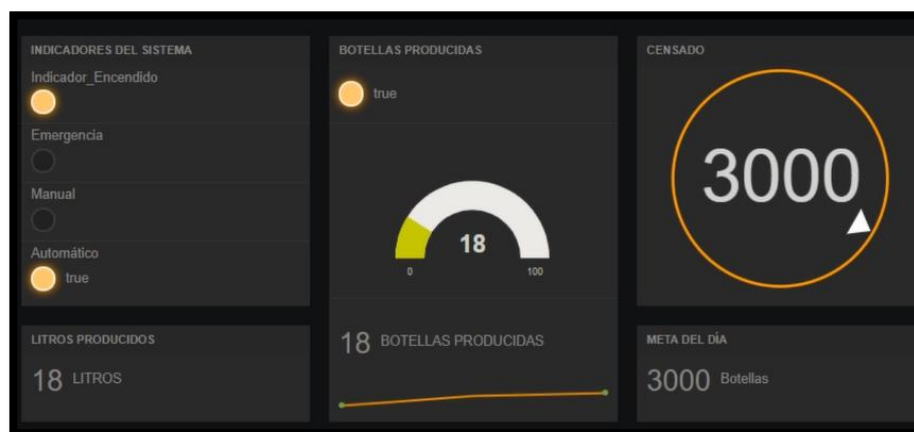 INDICADORES DEL SISTEMA
Indicador_Encendido
Emergencia
Manual
Automático
true
LITROS PRODUCIDOS
18 LITROS
BOTELLAS PRODUCIDAS
true
18
0 100
18 BOTELLAS PRODUCIDAS
CENSADO
3000
META DEL DÍA
3000 Botellas